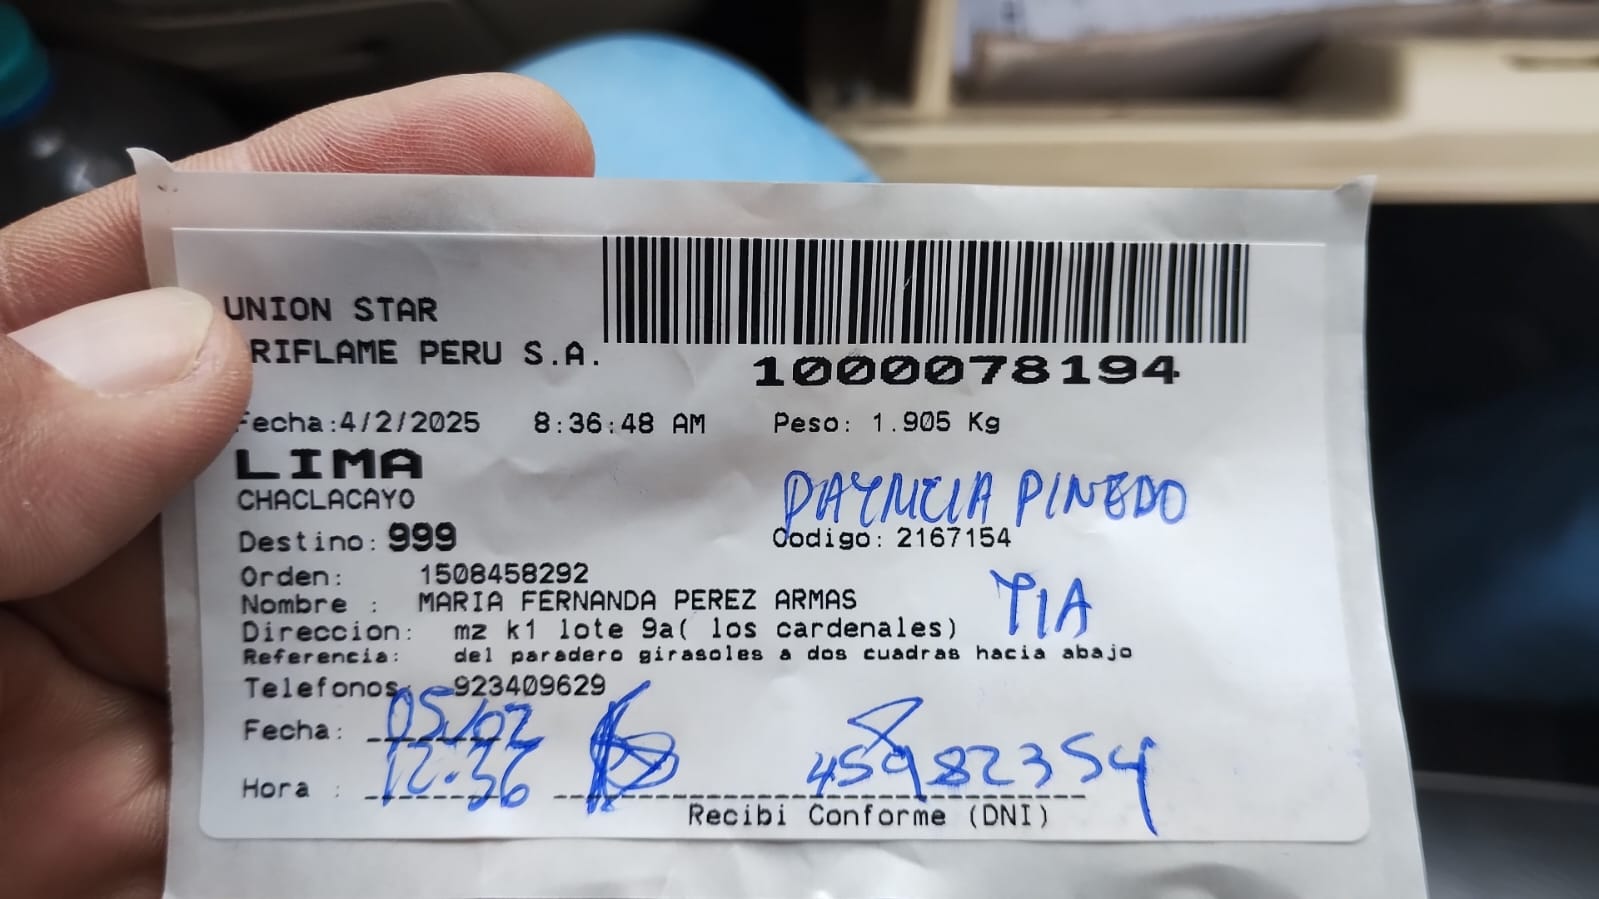 UNION STAR
RIFLAME PERU S.A.
1000078194
Fecha:4/2/2025 8:36:48 AM Peso: 1.905 Kg
LIMA
CHACLACAYO
PATRICIA PINEDO
Destino: 999 Codigo: 2167154
Orden: 1508458292
Nombre : MARIA FERNANDA PEREZ ARMAS
TIA
Direccion: mz k1 lote 9a( los cardenales)
Referencia: del paradero girasoles a dos cuadras hacia abajo
Telefonos: 923409629
Fecha: 05/02
Hora : 12:36 45982354
Recibi Conforme (DNI)